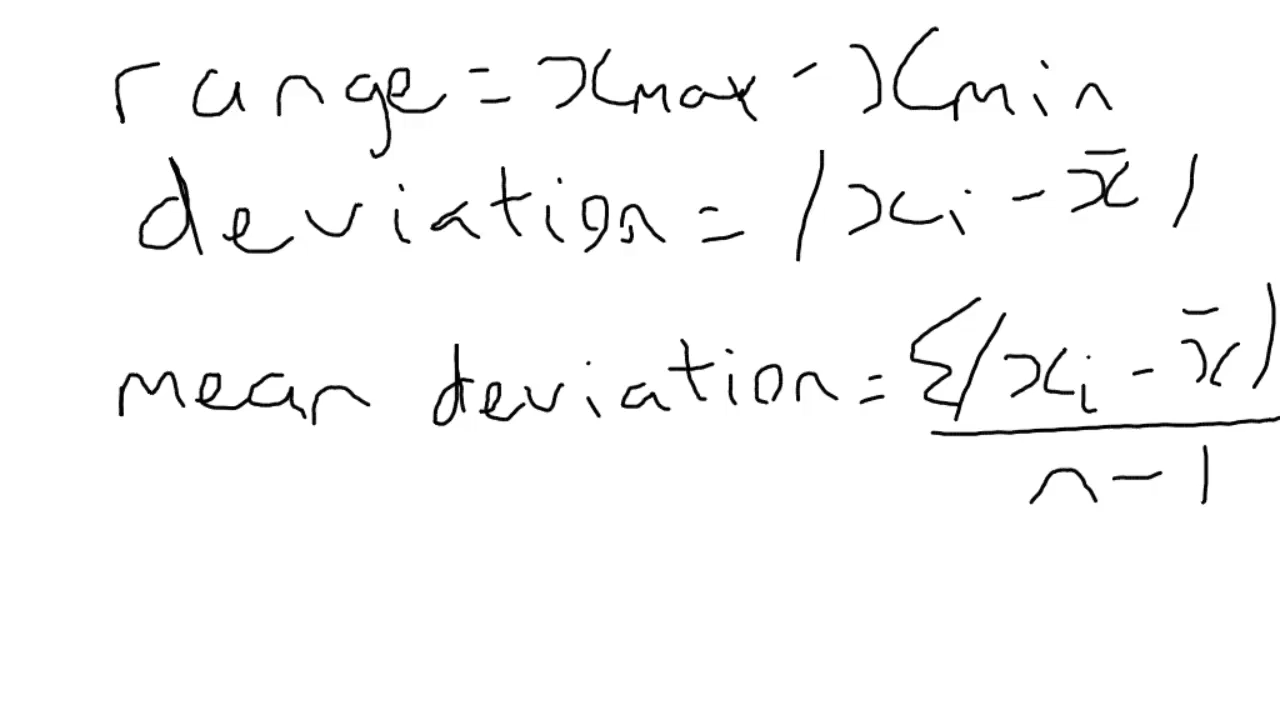 range = x_max - x_min
deviation = |x_i - x̄|
mean deviation = Σ|x_i - x̄|
n - 1